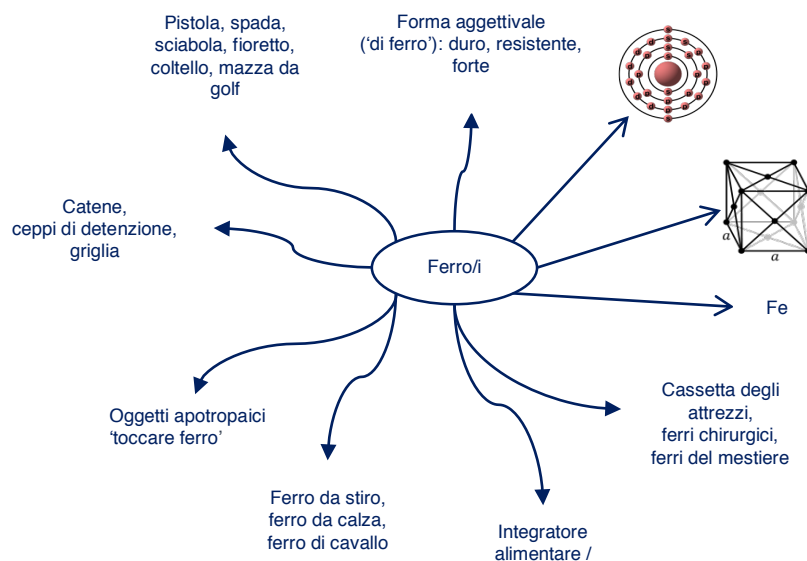 Pistola, spada,
sciabola, fioretto,
coltello, mazza da
golf
Forma aggettivale
(‘di ferro’): duro, resistente,
forte
Catene,
ceppi di detenzione,
griglia
Ferro/i
a
a
Fe
Oggetti apotropaici
‘toccare ferro’
Cassetta degli
attrezzi,
ferri chirurgici,
ferri del mestiere
Ferro da stiro,
ferro da calza,
ferro di cavallo
Integratore
alimentare /